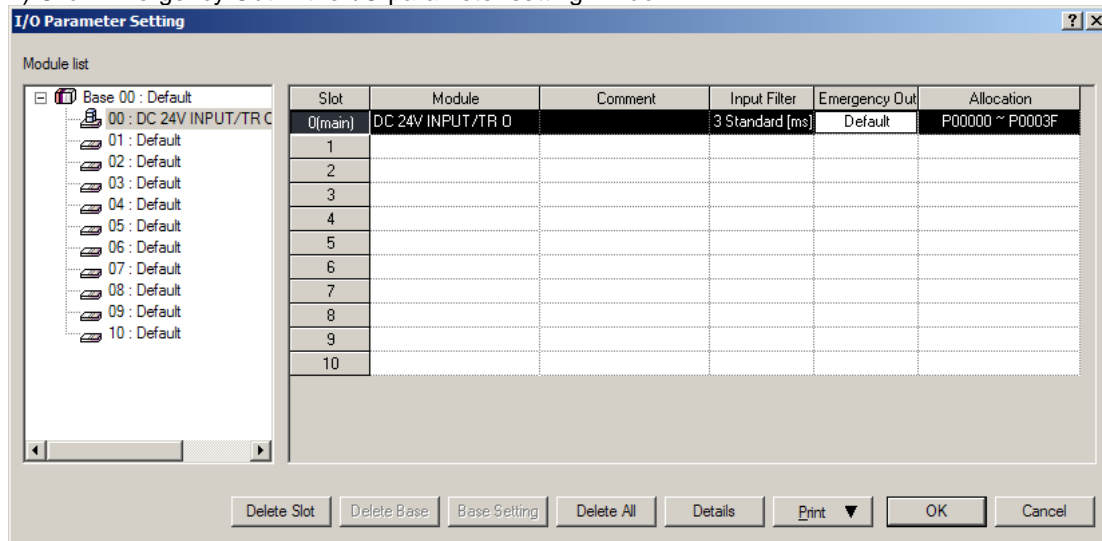 I/O Parameter Setting
Module list
Base 00 : Default
00 : DC 24V INPUT/TR O
01 : Default
02 : Default
03 : Default
04 : Default
05 : Default
06 : Default
07 : Default
08 : Default
09 : Default
10 : Default
Slot Module Comment Input Filter Emergency Out Allocation
0(main) DC 24V INPUT/TR O 3 Standard [ms] Default P00000 ~ P0003F
1
2
3
4
5
6
7
8
9
10
Delete Slot Delete Base Base Setting Delete All Details Print ▼ OK Cancel